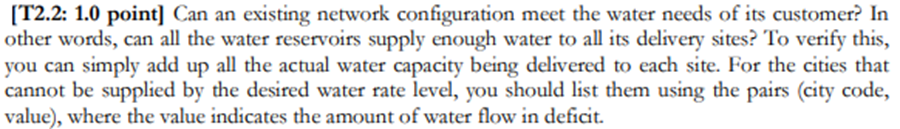 [T2.2: 1.0 point] Can an existing network configuration meet the water needs of its customer? In
other words, can all the water reservoirs supply enough water to all its delivery sites? To verify this,
you can simply add up all the actual water capacity being delivered to each site. For the cities that
cannot be supplied by the desired water rate level, you should list them using the pairs (city code,
value), where the value indicates the amount of water flow in deficit.